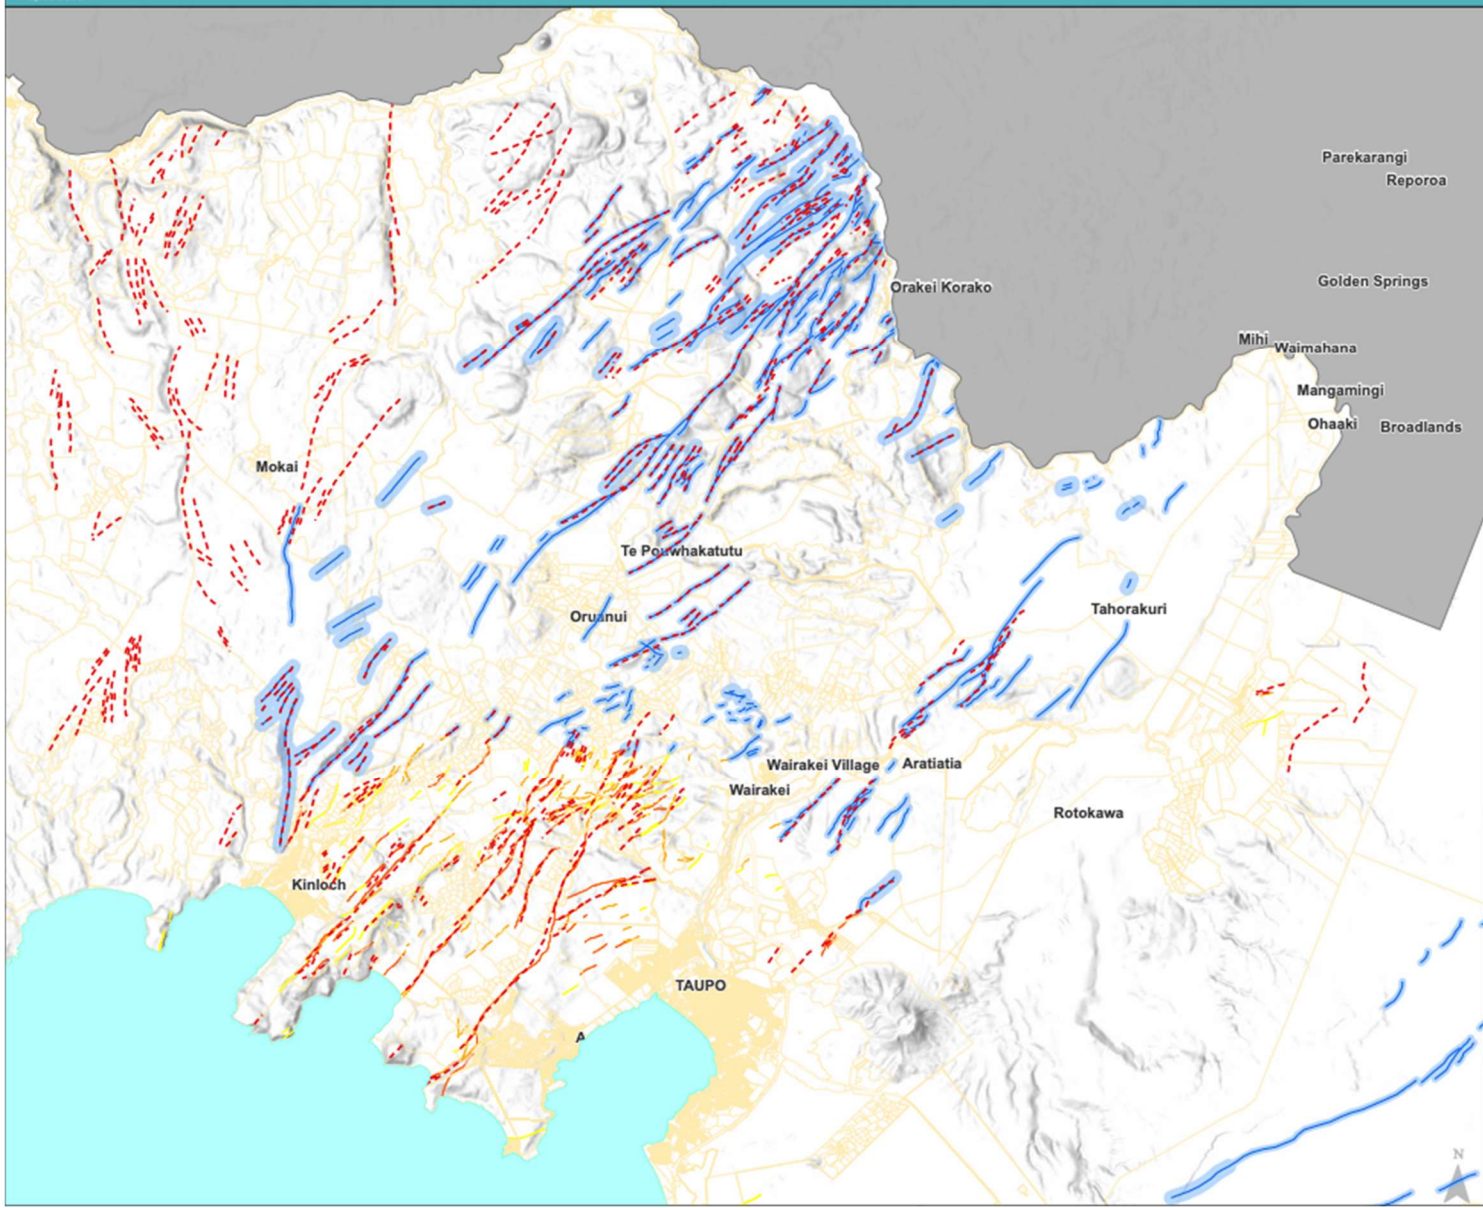 Parekarangi
Reporoa
Golden Springs
Orakei Korako
Mihi
Waimahana
Mangamingi
Ohaaki
Broadlands
Mokai
Te Pouwhakatutu
Oruanui
Tahorakuri
Wairakei Village
Aratiatia
Wairakei
Rotokawa
Kinloch
TAUPO
A
N